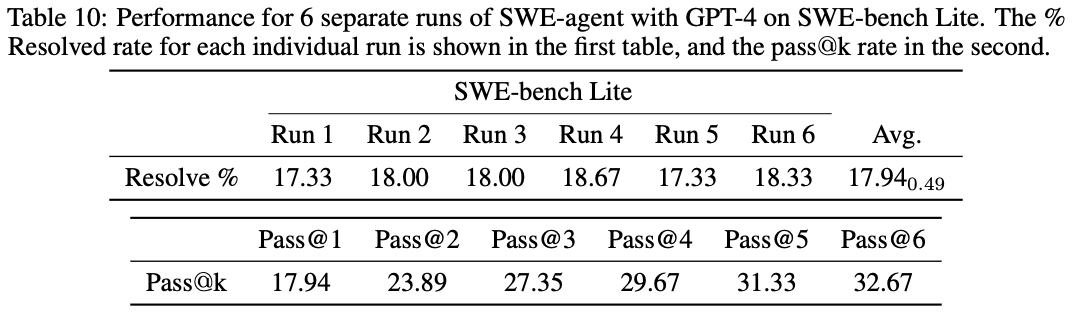 Table 10: Performance for 6 separate runs of SWE-agent with GPT-4 on SWE-bench Lite. The %
Resolved rate for each individual run is shown in the first table, and the pass@k rate in the second.
SWE-bench Lite
Run 1 Run 2 Run 3 Run 4 Run 5 Run 6 Avg.
Resolve % 17.33 18.00 18.00 18.67 17.33 18.33 17.94 0.49
Pass@1 Pass@2 Pass@3 Pass@4 Pass@5 Pass@6
Pass@k 17.94 23.89 27.35 29.67 31.33 32.67